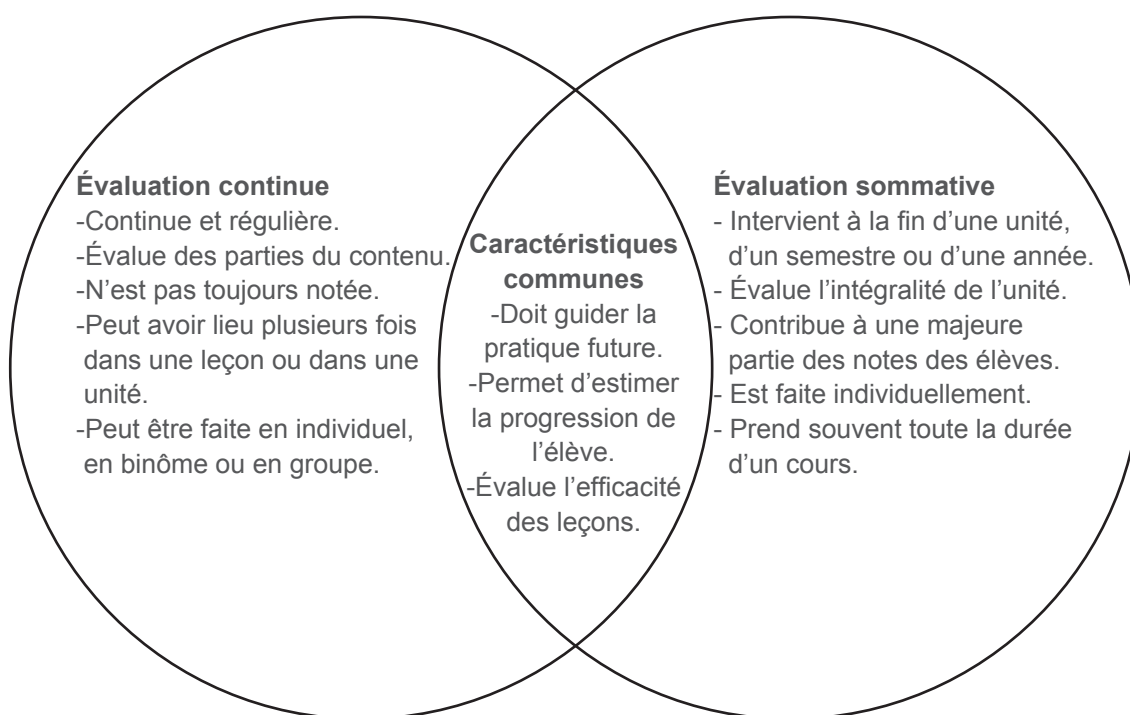 Évaluation continue
-Continue et régulière.
-Évalue des parties du contenu.
-N’est pas toujours notée.
-Peut avoir lieu plusieurs fois
dans une leçon ou dans une
unité.
-Peut être faite en individuel,
en binôme ou en groupe.
Caractéristiques
communes
-Doit guider la
pratique future.
-Permet d’estimer
la progression de
l’élève.
-Évalue l’efficacité
des leçons.
Évaluation sommative
- Intervient à la fin d’une unité,
d’un semestre ou d’une année.
- Évalue l’intégralité de l’unité.
- Contribue à une majeure
partie des notes des élèves.
- Est faite individuellement.
- Prend souvent toute la durée
d’un cours.